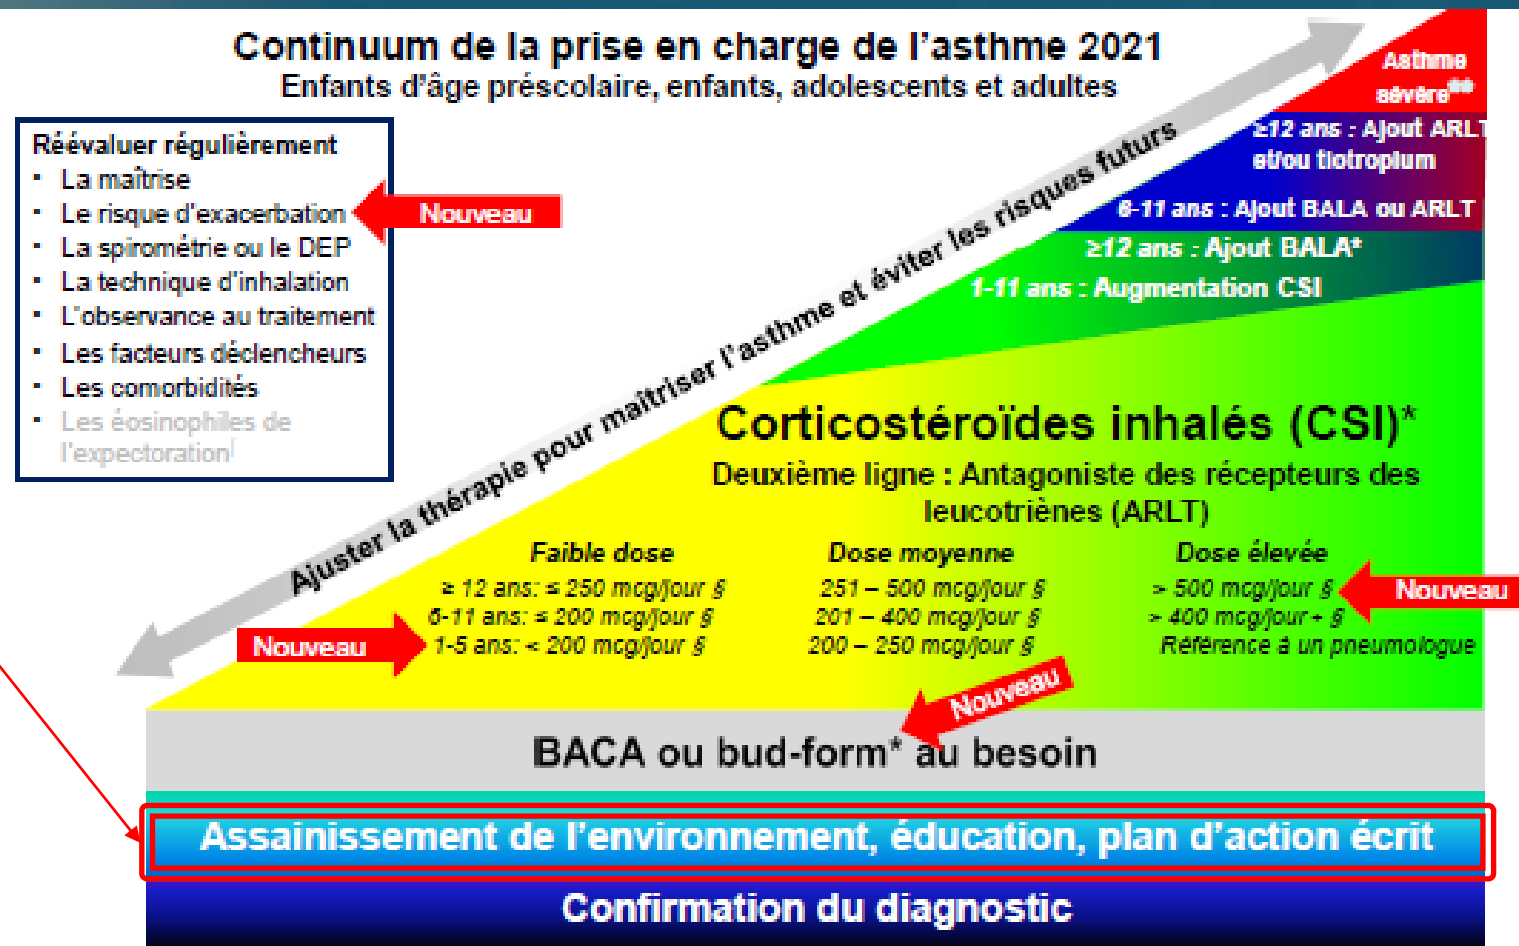 Continuum de la prise en charge de l'asthme 2021
Enfants d'âge préscolaire, enfants, adolescents et adultes
Réévaluer régulièrement
▪ La maîtrise
▪ Le risque d'exacerbation
▪ La spirométrie ou le DEP
▪ La technique d'inhalation
▪ L'observance au traitement
▪ Les facteurs déclencheurs
▪ Les comorbidités
▪ Les éosinophiles de
l'expectoration
Nouveau
Ajuster la thérapie pour maîtriser l'asthme et éviter les risques futurs
Asthme
sévère**
≥12 ans : Ajout ARLT
et/ou tiotropium
6-11 ans : Ajout BALA ou ARLT
≥12 ans : Ajout BALA*
1-11 ans : Augmentation CSI
Corticostéroïdes inhalés (CSI)*
Deuxième ligne : Antagoniste des récepteurs des
leucotriènes (ARLT)
Faible dose Dose moyenne Dose élevée
≥ 12 ans: ≤ 250 mcg/jour § 251 – 500 mcg/jour § > 500 mcg/jour §
Nouveau
6-11 ans: ≤ 200 mcg/jour § 201 – 400 mcg/jour § > 400 mcg/jour + §
Nouveau
1-5 ans: < 200 mcg/jour § 200 – 250 mcg/jour § Référence à un pneumologue
Nouveau
BACA ou bud-form* au besoin
Assainissement de l'environnement, éducation, plan d'action écrit
Confirmation du diagnostic